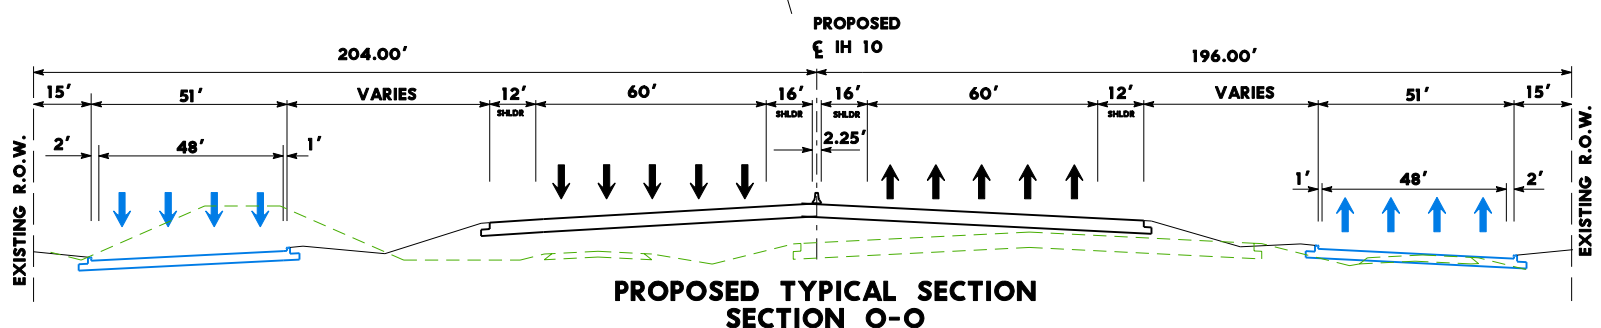 PROPOSED
℄ IH 10
204.00' 196.00'
15' 51' VARIES 12' 60' 16' 16' 60' 12' VARIES 51' 15'
SHLDR SHLDR SHLDR SHLDR
2' 48' 1' 2.25' 1' 48' 2'
EXISTING R.O.W.
EXISTING R.O.W.
PROPOSED TYPICAL SECTION
SECTION O-O